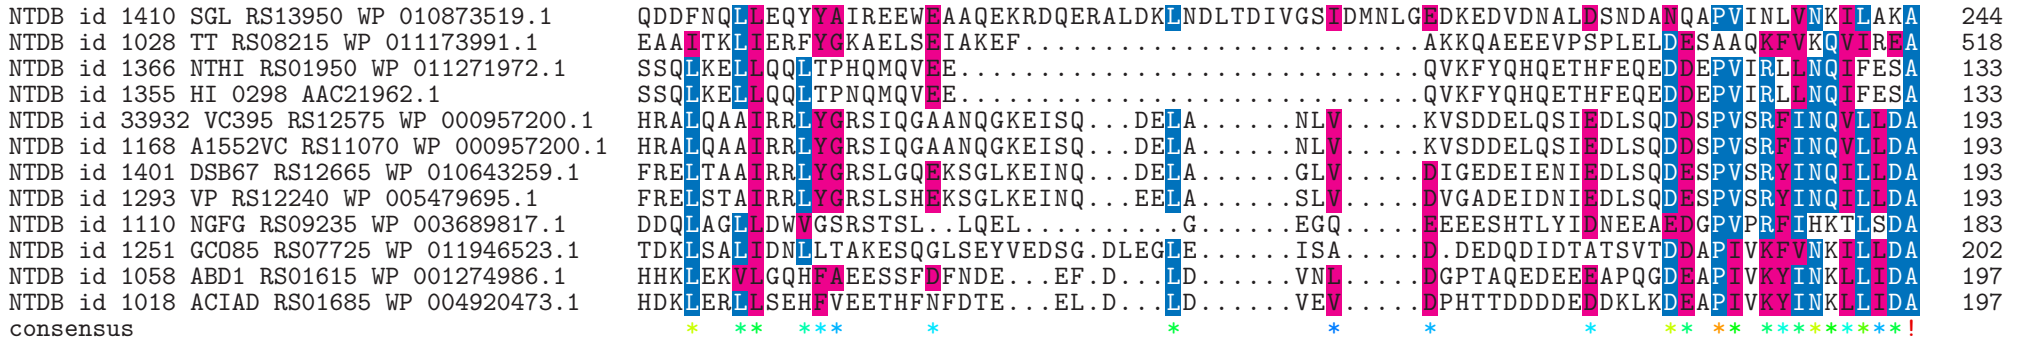 NTDB id 1410 SGL RS13950 WP 010873519.1 QDDFNQLLEQYYAIREEWEAAQEKRDQERALDKLNDLTDIVGSIDMNLGEDKEDVDNALDSNDANQAPVINLVNKILAKA 244
NTDB id 1028 TT RS08215 WP 011173991.1 EAAITKLIERFYGKAELSEIAKEF.........................AKKQAEEEVPSPLELDESAAQKFVKQVIREA 518
NTDB id 1366 NTHI RS01950 WP 011271972.1 SSQLKELLQQLTPHQMQVEE.............................QVKFYQHQETHFEQEDDEPVIRLLNQIFESA 133
NTDB id 1355 HI 0298 AAC21962.1 SSQLKELLQQLTPNQMQVEE.............................QVKFYQHQETHFEQEDDEPVIRLLNQIFESA 133
NTDB id 33932 VC395 RS12575 WP 000957200.1 HRALQAAIRRLYGRSIQGAANQGKEISQ...DELA......NLV.....KVSDDELQSIEDLSQDDSPVSRFINQVLLDA 193
NTDB id 1168 A1552VC RS11070 WP 000957200.1 HRALQAAIRRLYGRSIQGAANQGKEISQ...DELA......NLV.....KVSDDELQSIEDLSQDDSPVSRFINQVLLDA 193
NTDB id 1401 DSB67 RS12665 WP 010643259.1 FRELTAAIRRLYGRSLGQEKSGLKEINQ...DELA......GLV.....DIGEDEIENIEDLSQDESPVSRYINQILLDA 193
NTDB id 1293 VP RS12240 WP 005479695.1 FRELSTAIRRLYGRSLSHEKSGLKEINQ...EELA......SLV.....DVGADEIDNIEDLSQDESPVSRYINQILLDA 193
NTDB id 1110 NGFG RS09235 WP 003689817.1 DDQLAGLLDWVGSRSTSL..LQEL..........G......EGQ.....EEEESHTLYIDNEEAEDGPVPRFIHKTLSDA 183
NTDB id 1251 GCO85 RS07725 WP 011946523.1 TDKLSALIDNLLTAKESQGLSEYVEDSG.DLEGLE......ISA.....D.DEDQDIDTATSVTDDAPIVKFVNKILLDA 202
NTDB id 1058 ABD1 RS01615 WP 001274986.1 HHKLEKVLGQHFAEESSFDFNDE...EF.D...LD......VNL.....DGPTAQEDEEEAPQGDEAPIVKYINKLLIDA 197
NTDB id 1018 ACIAD RS01685 WP 004920473.1 HDKLERLLSEHFVEETHFNFDTE...EL.D...LD......VEV.....DPHTTDDDDEDDKLKDEAPIVKYINKLLIDA 197
consensus * ** *** * * * * * ** ** *********!